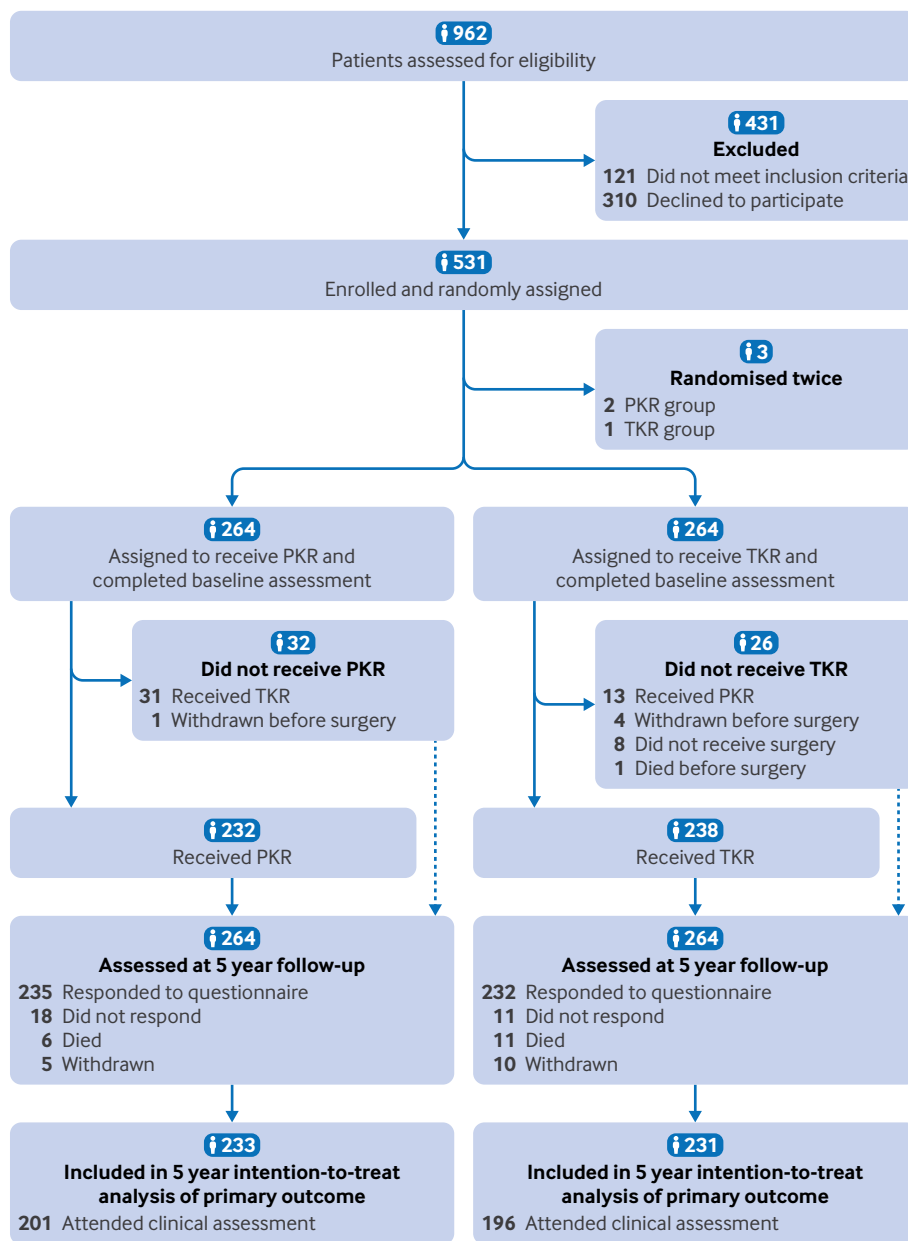 962
Patients assessed for eligibility
431
Excluded
121 Did not meet inclusion criteria
310 Declined to participate
531
Enrolled and randomly assigned
3
Randomised twice
2 PKR group
1 TKR group
264
Assigned to receive PKR and
completed baseline assessment
264
Assigned to receive TKR and
completed baseline assessment
32
Did not receive PKR
31 Received TKR
1 Withdrawn before surgery
26
Did not receive TKR
13 Received PKR
4 Withdrawn before surgery
8 Did not receive surgery
1 Died before surgery
232
Received PKR
238
Received TKR
264
Assessed at 5 year follow-up
235 Responded to questionnaire
18 Did not respond
6 Died
5 Withdrawn
264
Assessed at 5 year follow-up
232 Responded to questionnaire
11 Did not respond
11 Died
10 Withdrawn
233
Included in 5 year intention-to-treat
analysis of primary outcome
201 Attended clinical assessment
231
Included in 5 year intention-to-treat
analysis of primary outcome
196 Attended clinical assessment